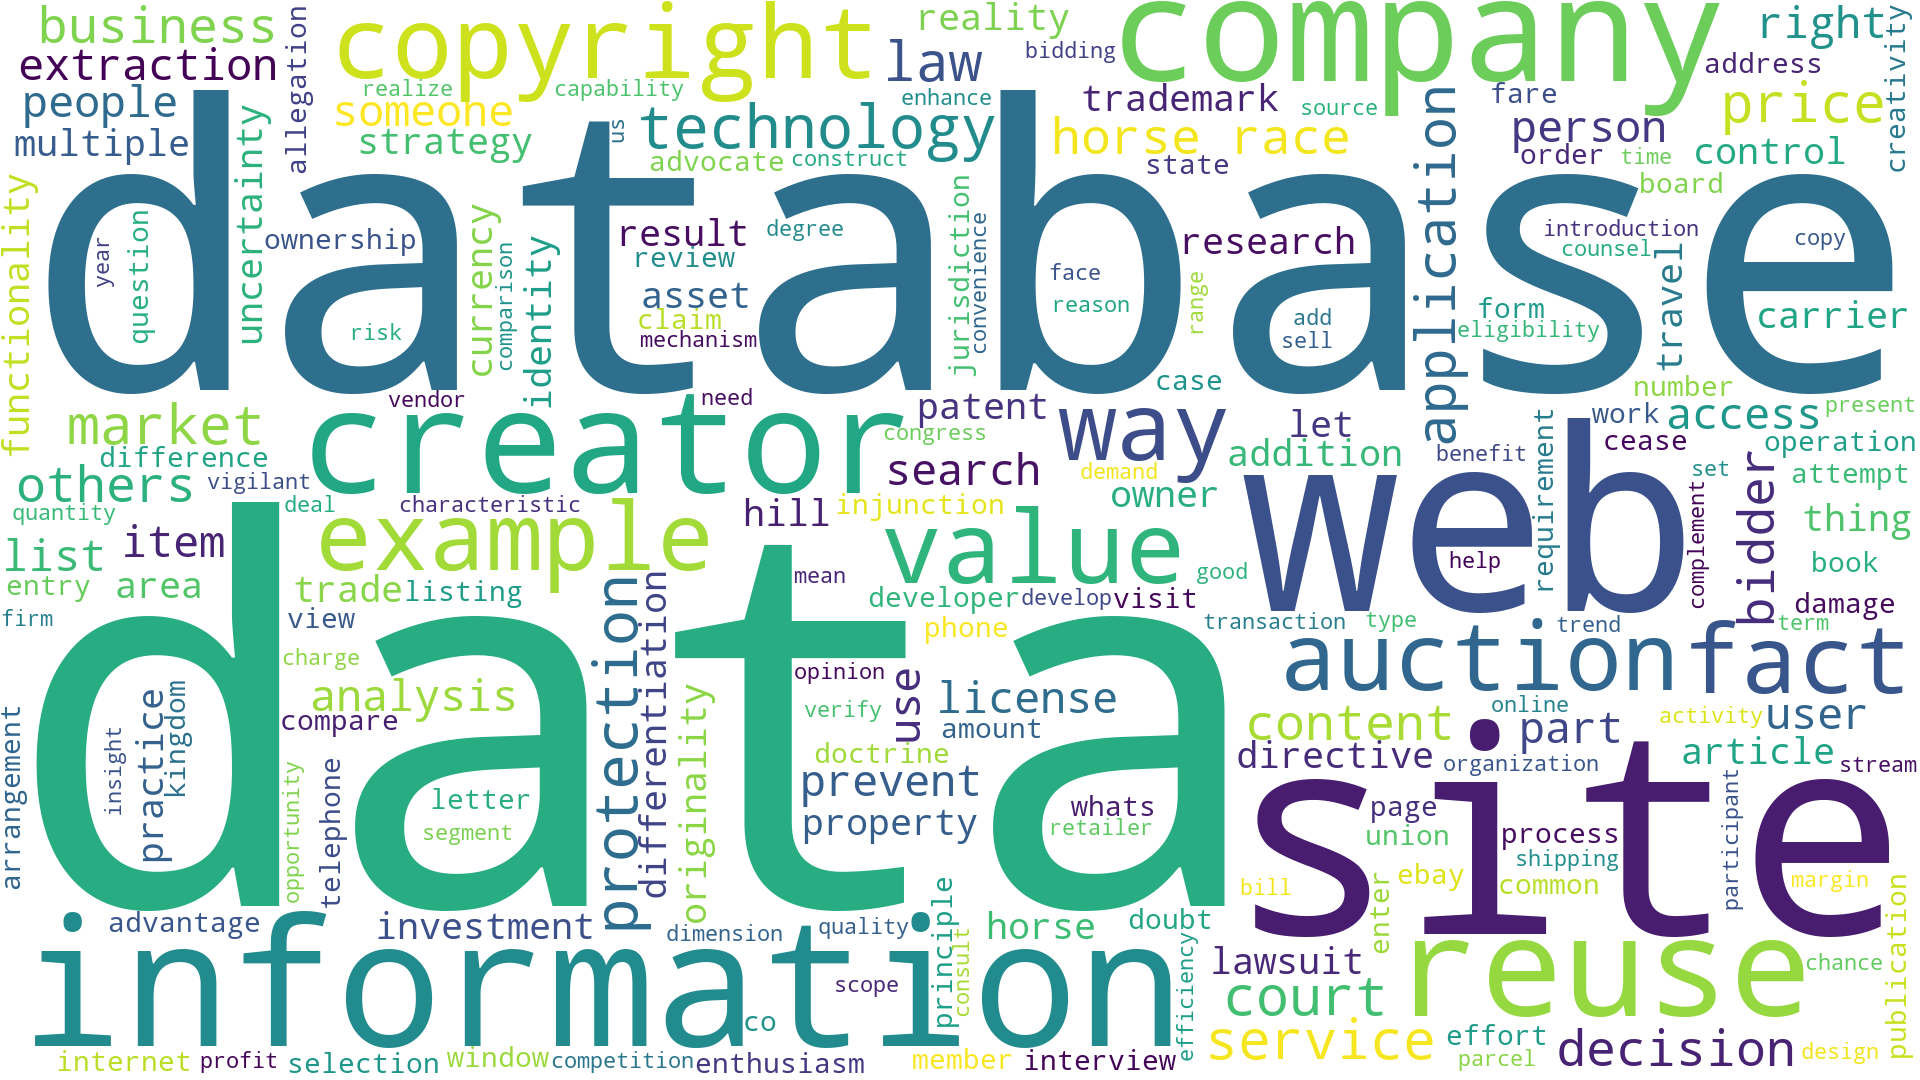 business
copyright
company
reality
right
creativity
extraction
law
bidding
address
people
allegation
realize
capability
someone
enhance
trademark
source
fare
price
multiple
uncertainty
strategy
us
technology
horse race
person
advocate
construct
state
application
order
time
control
board
database
functionality
question
year
ownership
currency
comparison
identity
result
degree
review
jurisdiction
convenience
research
introduction
counsel
copy
risk
asset
claim
mechanism
face
reason
range
add
sell
form
eligibility
travel
carrier
market
vendor
creator
need
patent
congress
way
case
let
number
work
access
present
difference
others
vigilant
deal
characteristic
search
demand
addition
benefit
cease
operation
quantity
example
hill
injunction
owner
web
requirement
set
attempt
list
item
value
complement
bidder
thing
entry
area
trade
listing
mean
good
help
book
firm
view
developer
develop
visit
damage
data
protection
differentiation
phone
transaction
type
trend
term
charge
opinion
auction
fact
analysis
originality
verify
use
license
online
activity
user
arrangement
insight
practice
kingdom
compare
amount
content
part
doctrine
directive
organization
article
stream
opportunity
telephone
letter
segment
prevent
property
whats
retailer
site
page
union
process
shipping
participant
bill
ebay
common
margin
advantage
investment
dimension
quality
principle
consult
horse
doubt
efficiency
enter
reuse
publication
information
scope
lawsuit
chance
co
court
internet
profit
selection
window
competition
enthusiasm
member
interview
service
effort
parcel
decision
design